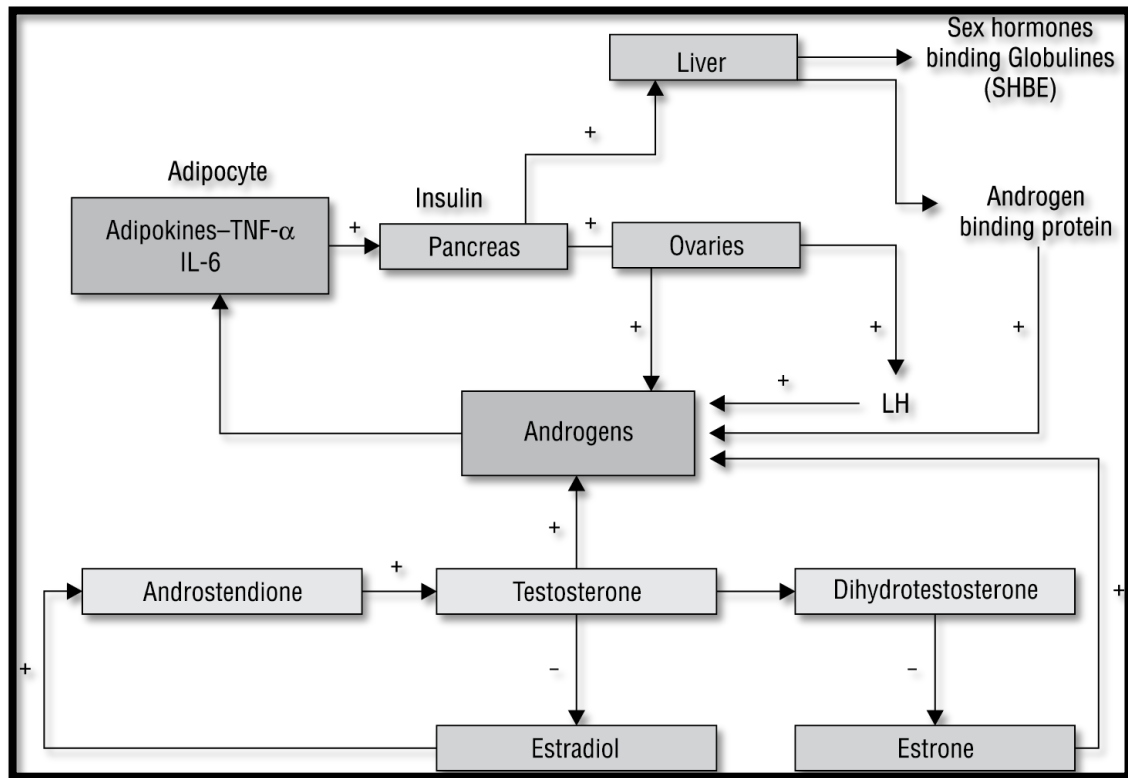 Liver
Sex hormones
binding Globulines
(SHBE)
+
Adipocyte
Adipokines–TNF-α
IL-6
+
Insulin
Pancreas
+
Ovaries
Androgen
binding protein
+
+
+
+
LH
Androgens
+
Androstendione
+
Testosterone
Dihydrotestosterone
+
+
–
–
Estradiol
Estrone